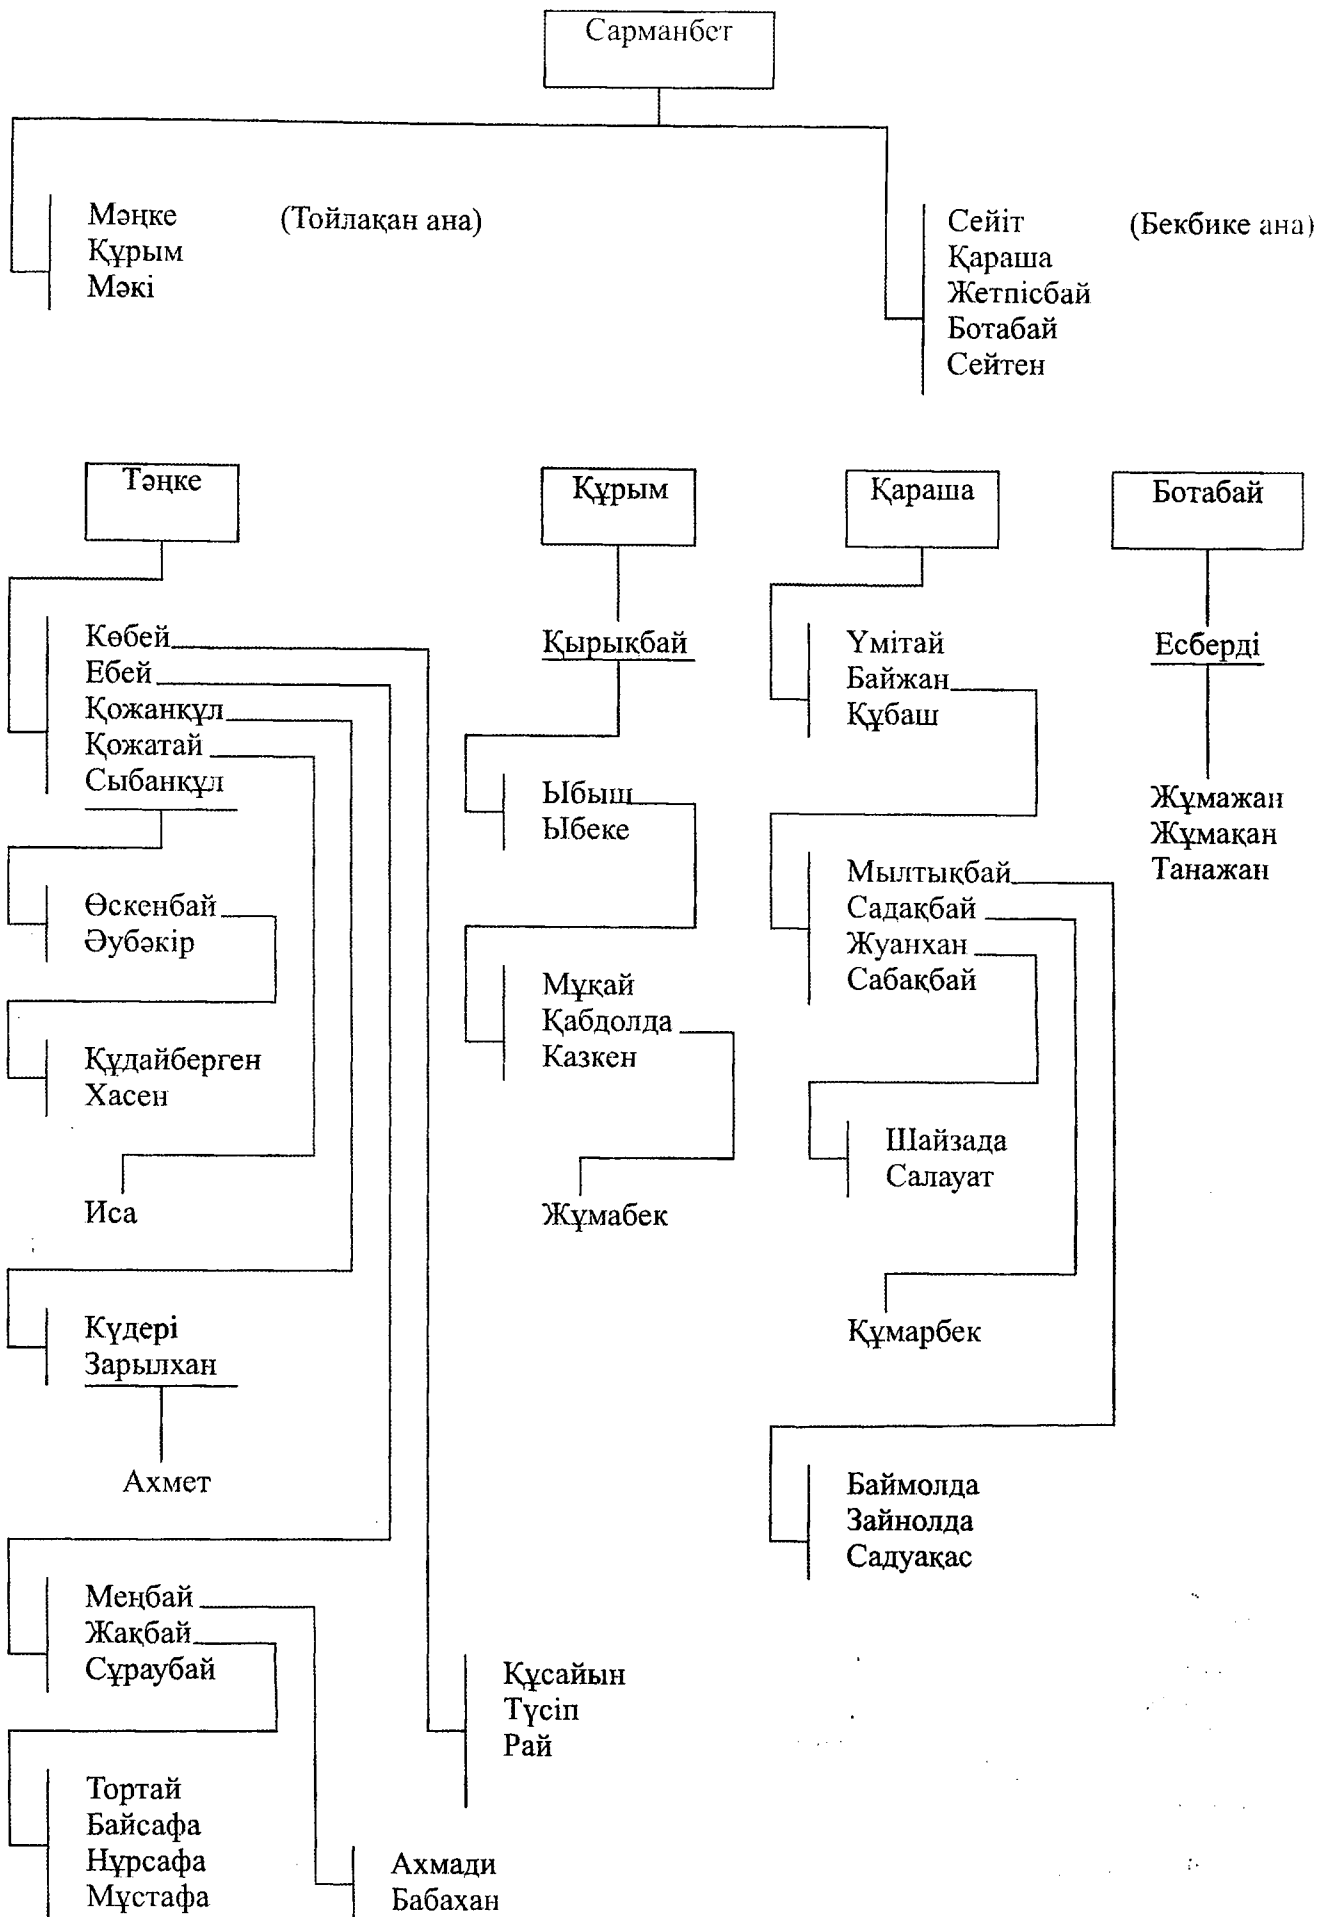 Сарманбет
Мәңке (Тойлақан ана)
Құрым
Мәкі
Сейіт (Бекбике ана)
Қараша
Жетпісбай
Ботабай
Сейтен
Тәңке
Құрым
Қараша
Ботабай
Көбей
Ебей
Қожанқұл
Қожатай
Сыбанқұл
Өскенбай
Әубәкір
Құдайберген
Хасен
Иса
Күдері
Зарылхан
Ахмет
Меңбай
Жақбай
Сұраубай
Тортай
Байсафа
Нұрсафа
Мұстафа
Ахмади
Бабахан
Құсайын
Түсіп
Рай
Қырықбай
Ыбыш
Ыбеке
Мұқай
Қабдолда
Казкен
Жұмабек
Үмітай
Байжан
Құбаш
Мылтықбай
Садақбай
Жуанхан
Сабақбай
Шайзада
Салауат
Құмарбек
Баймолда
Зайнолда
Садуақас
Есберді
Жұмажан
Жұмақан
Танажан